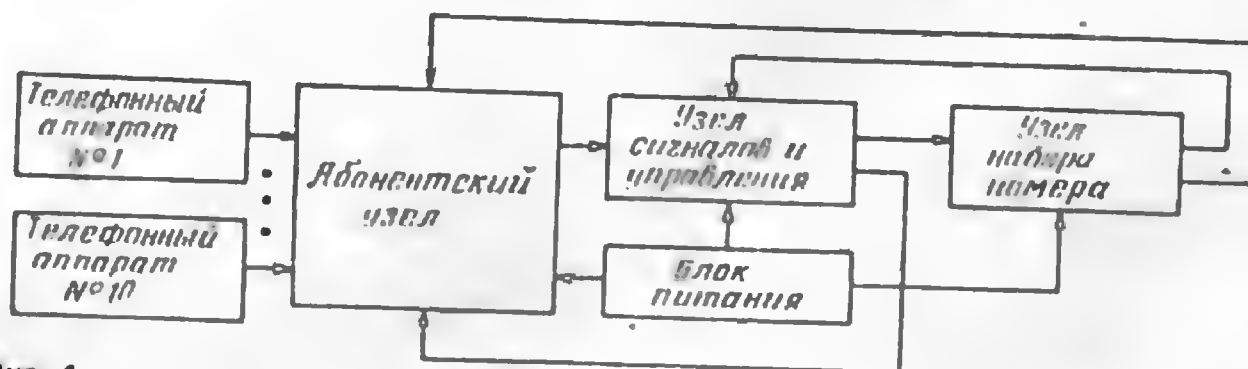 Телефонный
аппарат
№1
Телефонный
аппарат
№10
Абонентский
узел
Узел
сигналов и
управления
Блок
питания
Узел
набора
номера